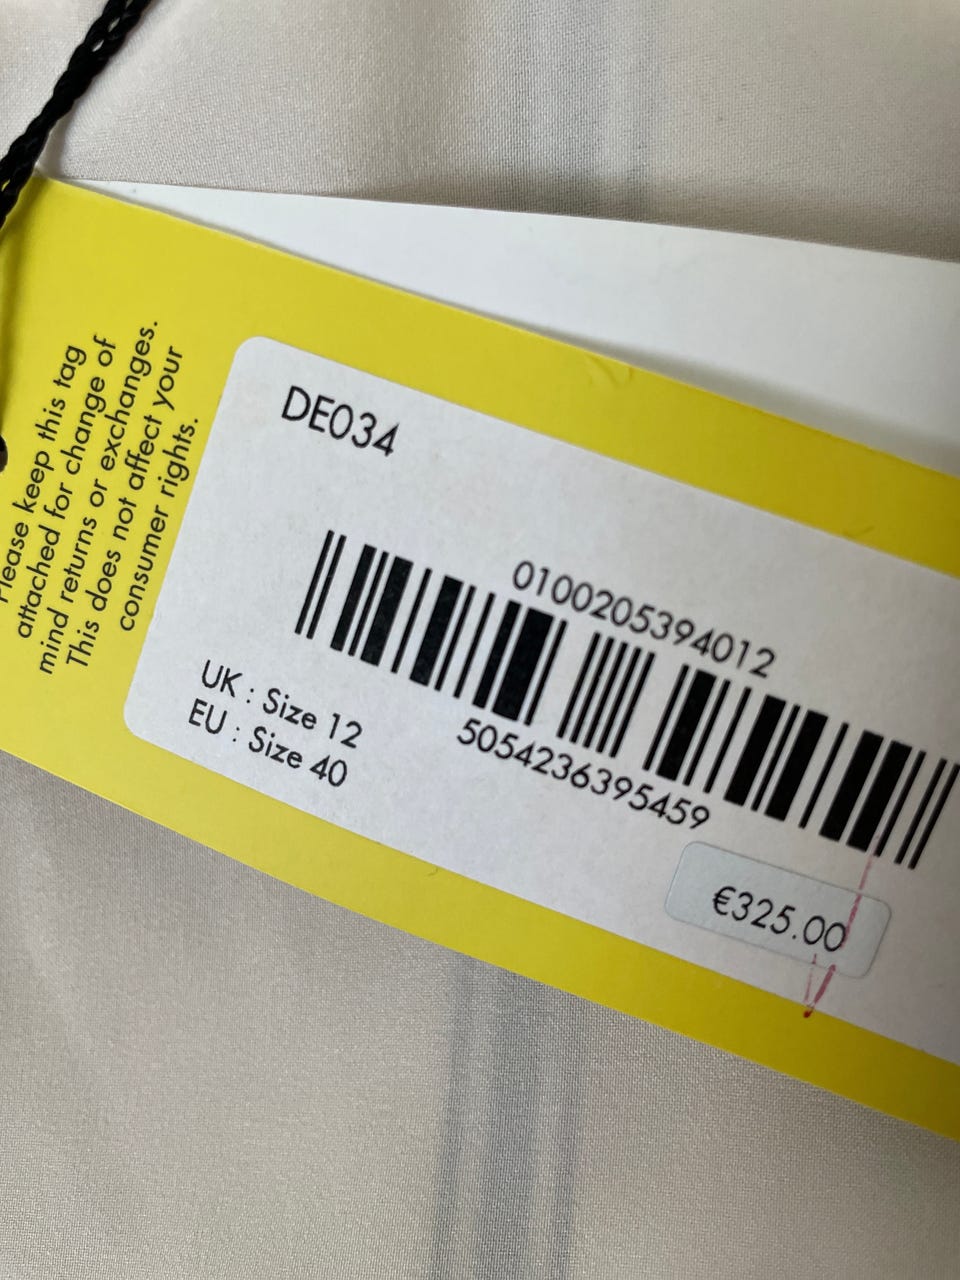 Please keep this tag
attached for change of
mind returns or exchanges.
This does not affect your
consumer rights.
DE034
0100205394012
UK : Size 12
EU : Size 40
5054236395459
€325.00